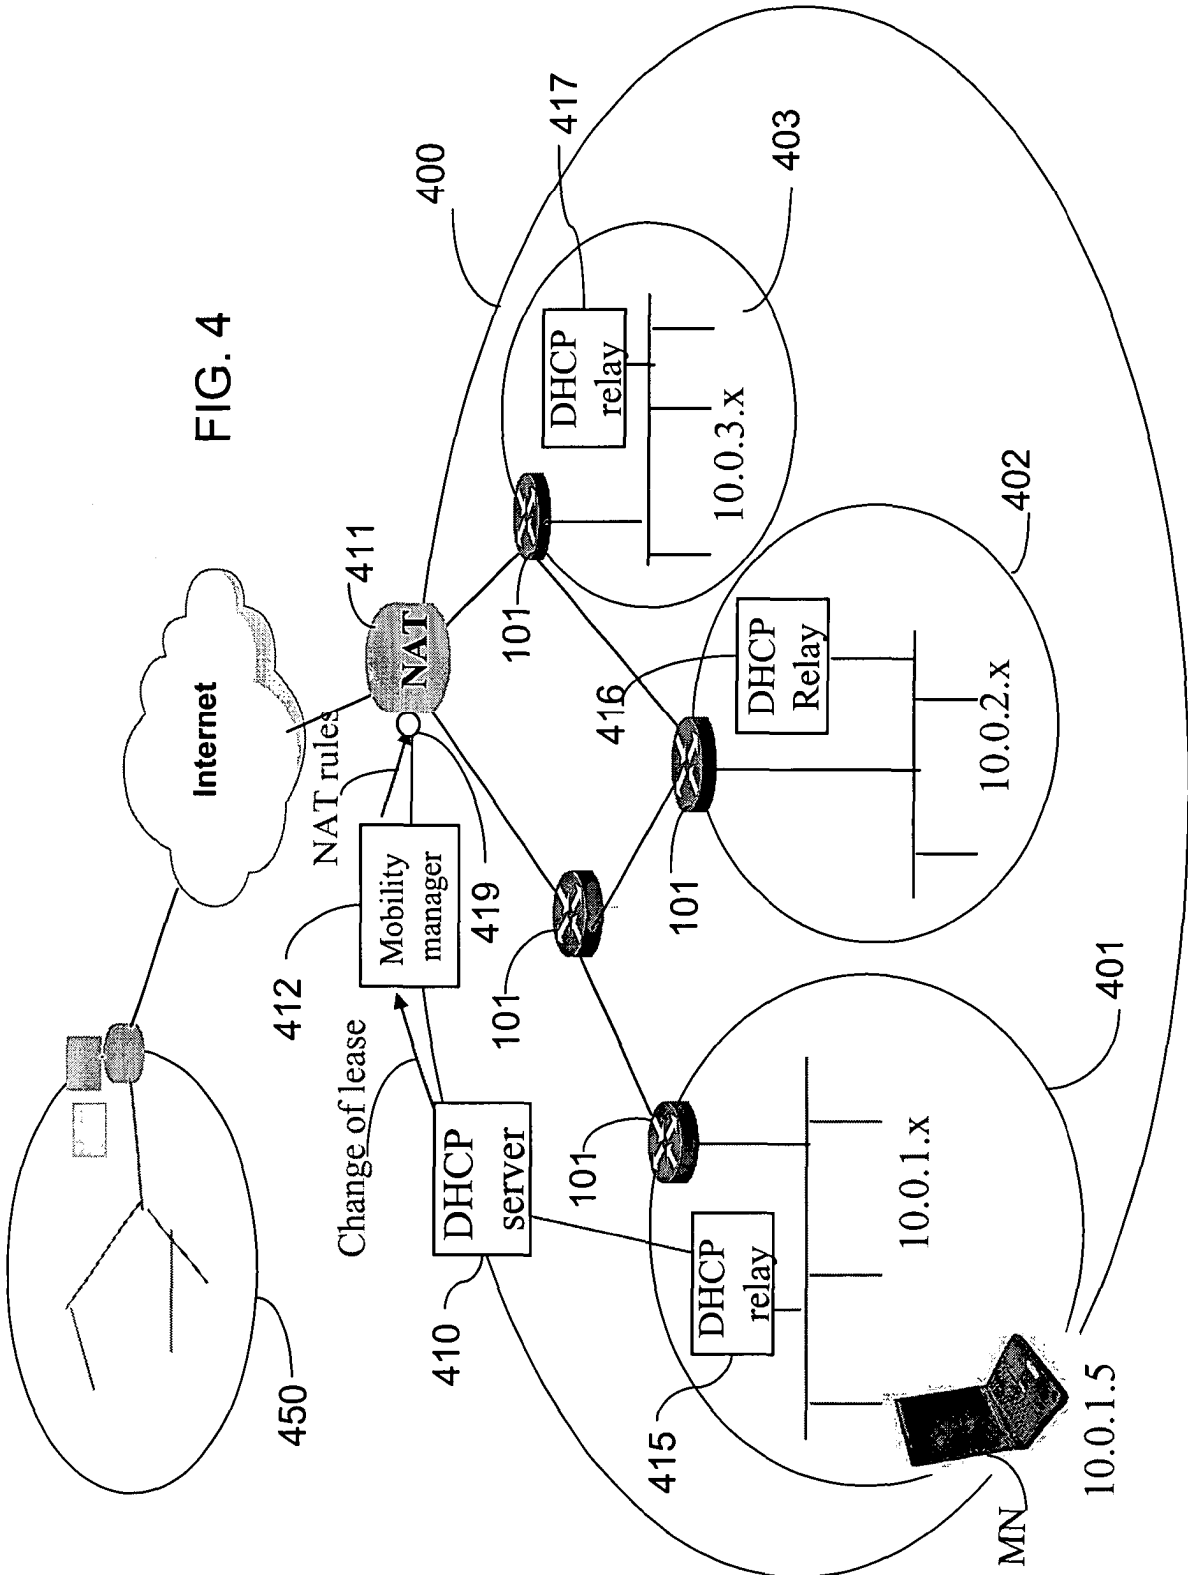 FIG. 4
450
Internet
411
NAT
NAT rules
Mobility
manager
412
419
Change of lease
DHCP
server
410
400
417
DHCP
relay
403
10.0.3.x
101
416
DHCP
Relay
402
10.0.2.x
101
101
101
DHCP
relay
415
401
10.0.1.x
MN
10.0.1.5